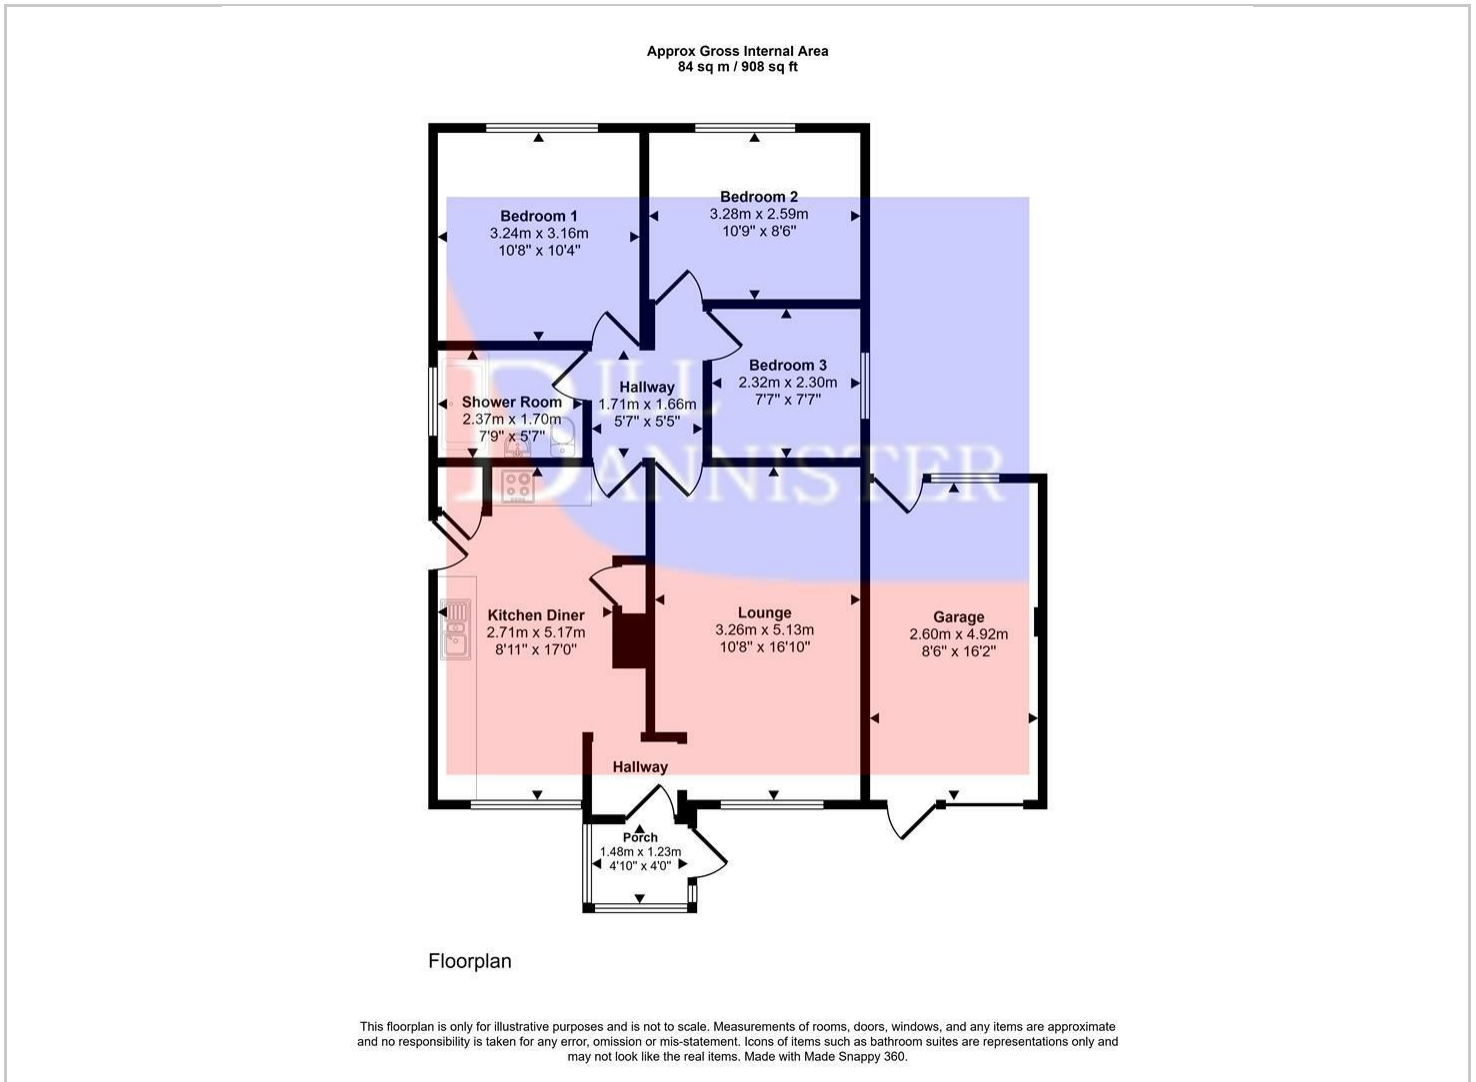 Approx Gross Internal Area
84 sq m / 908 sq ft
Bedroom 1
3.24m x 3.16m
10'8" x 10'4"
Bedroom 2
3.28m x 2.59m
10'9" x 8'6"
Bedroom 3
2.32m x 2.30m
7'7" x 7'7"
Hallway
1.71m x 1.66m
5'7" x 5'5"
Shower Room
2.37m x 1.70m
7'9" x 5'7"
BILL
BANNISTER
Kitchen Diner
2.71m x 5.17m
8'11" x 17'0"
Lounge
3.26m x 5.13m
10'8" x 16'10"
Garage
2.60m x 4.92m
8'6" x 16'2"
Hallway
Porch
1.48m x 1.23m
4'10" x 4'0"
Floorplan
This floorplan is only for illustrative purposes and is not to scale. Measurements of rooms, doors, windows, and any items are approximate
and no responsibility is taken for any error, omission or mis-statement. Icons of items such as bathroom suites are representations only and
may not look like the real items. Made with Made Snappy 360.